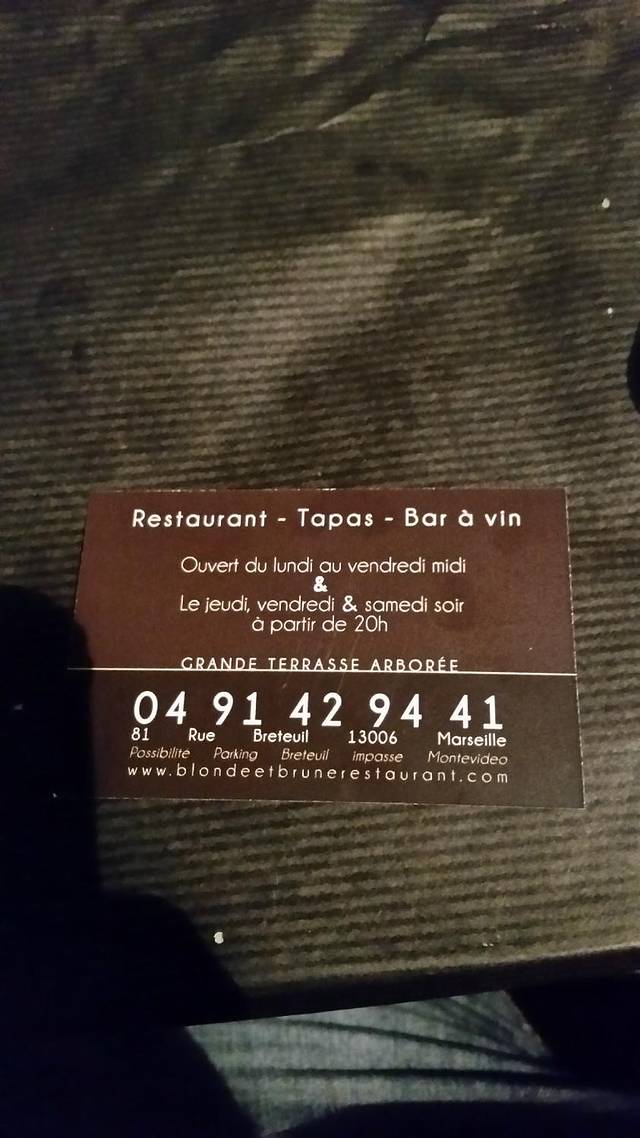 Restaurant - Tapas - Bar à vin
Ouvert du lundi au vendredi midi
&
Le jeudi, vendredi & samedi soir
à partir de 20h
GRANDE TERRASSE ARBORÉE
04 91 42 94 41
81 Rue Breteuil 13006 Marseille
Possibilité Parking Breteuil impasse Montevideo
www.blondeetbrunerestaurant.com